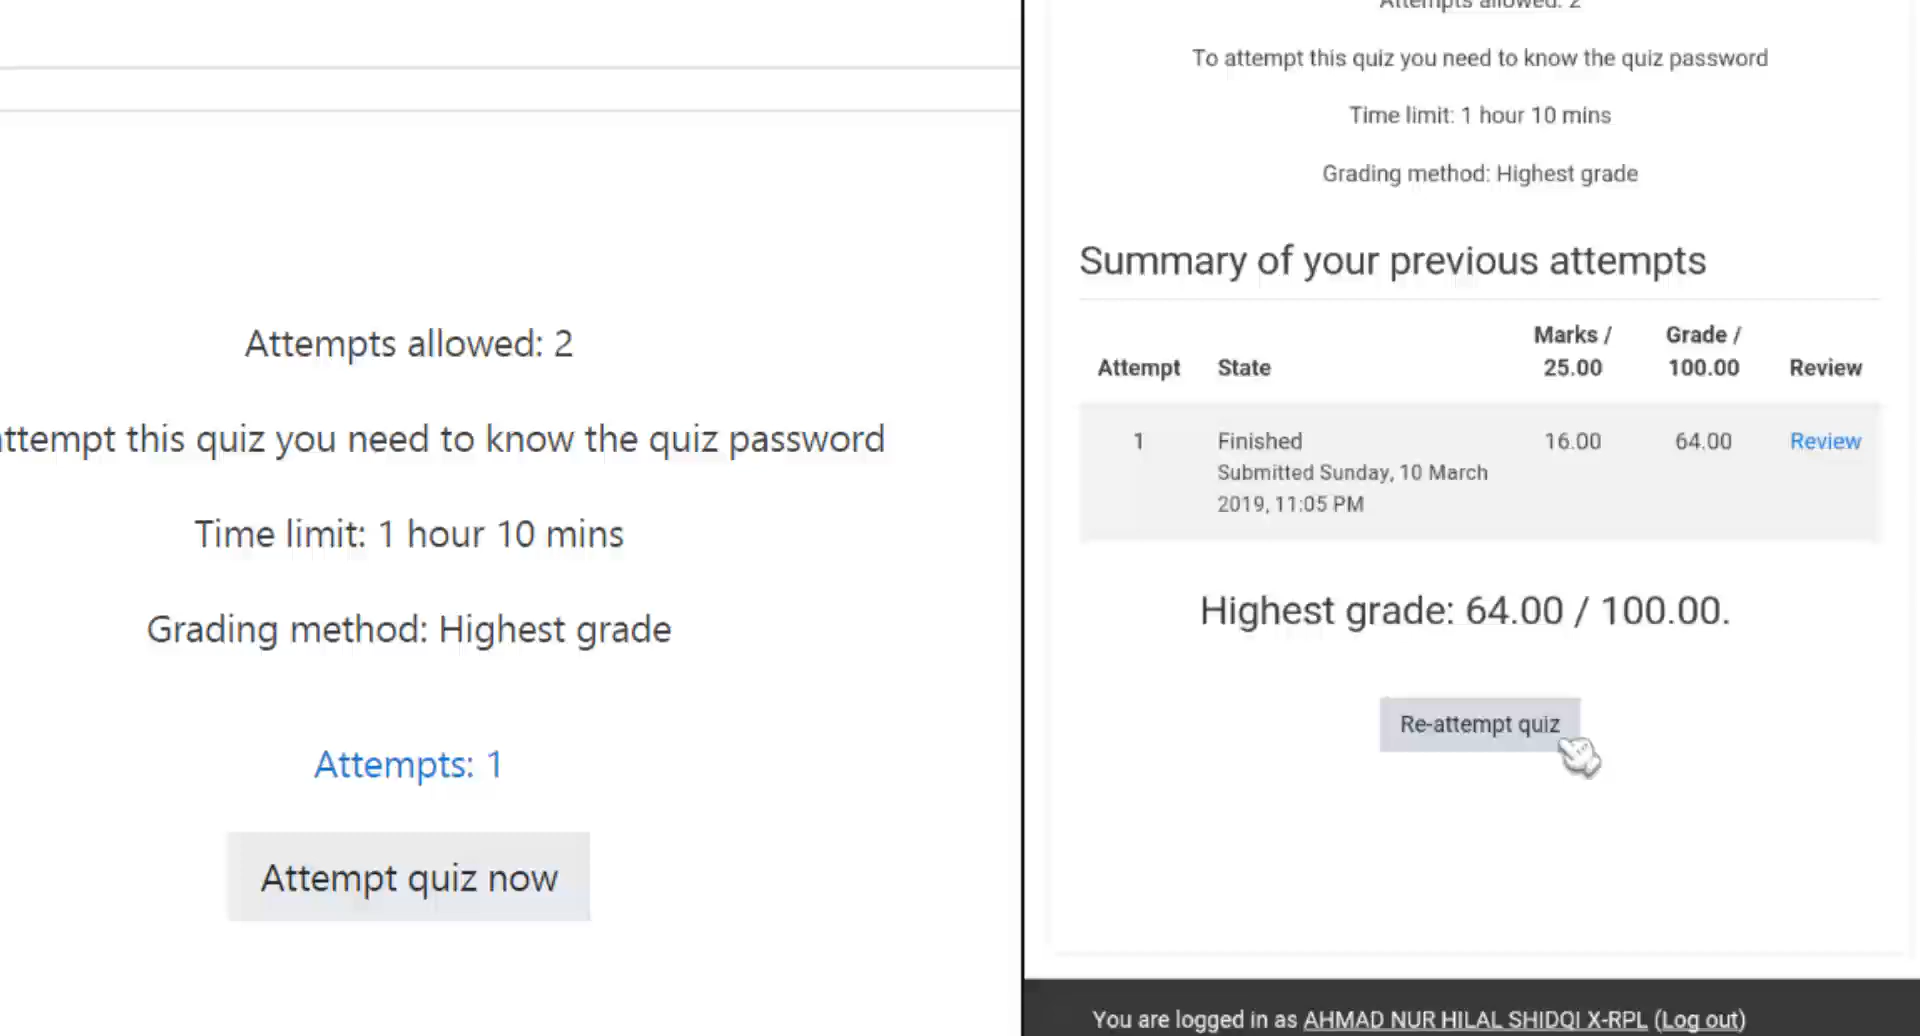 Attempts allowed: 2
attempt this quiz you need to know the quiz password
Time limit: 1 hour 10 mins
Grading method: Highest grade
Attempts: 1
Attempt quiz now
Attempts allowed: 2
To attempt this quiz you need to know the quiz password
Time limit: 1 hour 10 mins
Grading method: Highest grade
Summary of your previous attempts
Marks / Grade /
Attempt State 25.00 100.00 Review
1 Finished 16.00 64.00 Review
Submitted Sunday, 10 March
2019, 11:05 PM
Highest grade: 64.00 / 100.00.
Re-attempt quiz
You are logged in as AHMAD NUR HILAL SHIDQI X-RPL (Log out)